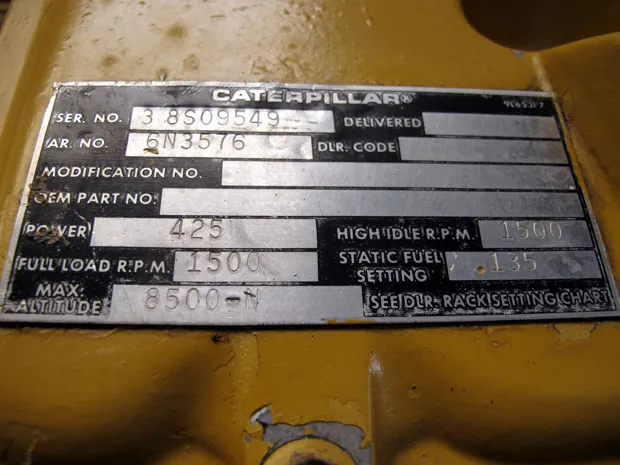 CATERPILLAR® 9L6531?
SER. NO. 38S09549 DELIVERED
AR. NO. 6N3576 DLR. CODE
MODIFICATION NO.
OEM PART NO.
POWER 425 HIGH IDLE R.P.M. 1500
FULL LOAD R.P.M. 1500 STATIC FUEL SETTING .135
MAX. ALTITUDE 8500-N SEE DLR. RACK SETTING CHART